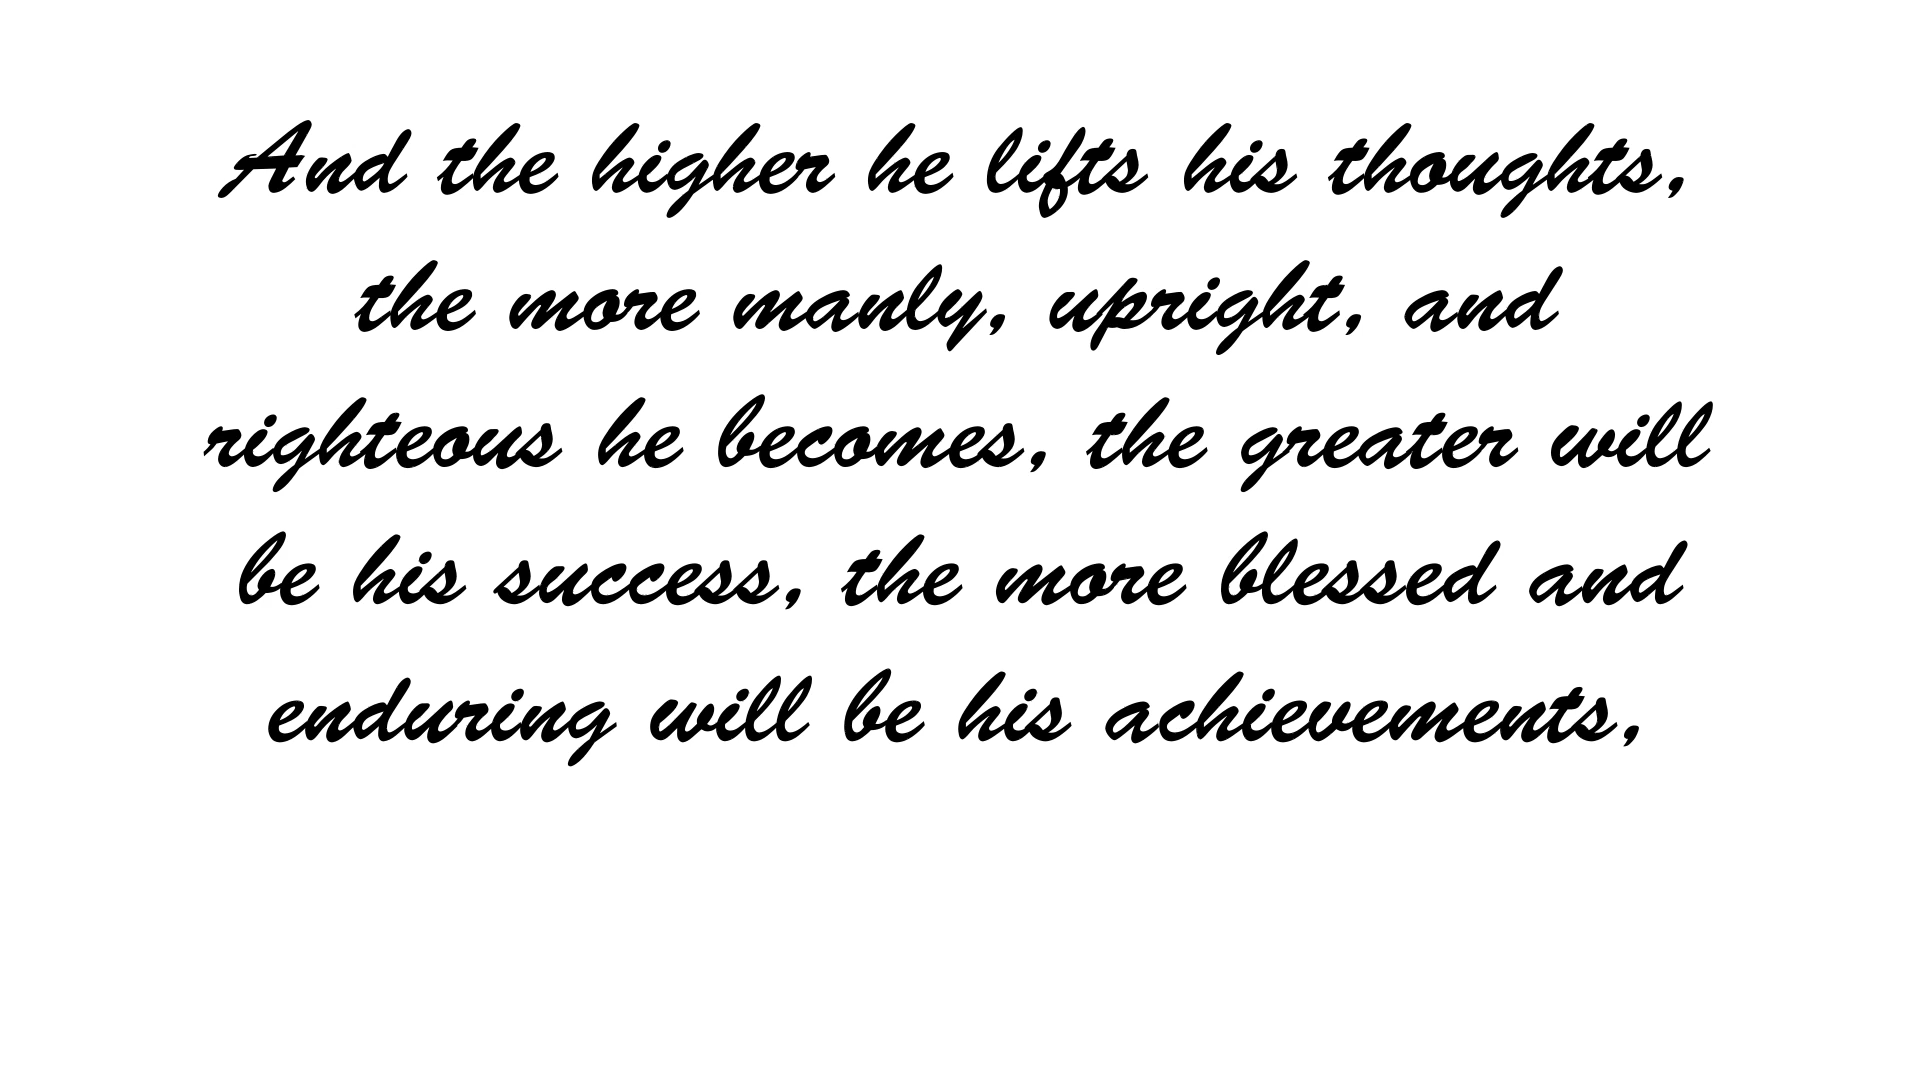 And the higher he lifts his thoughts,
the more manly, upright, and
righteous he becomes, the greater will
be his success, the more blessed and
enduring will be his achievements,